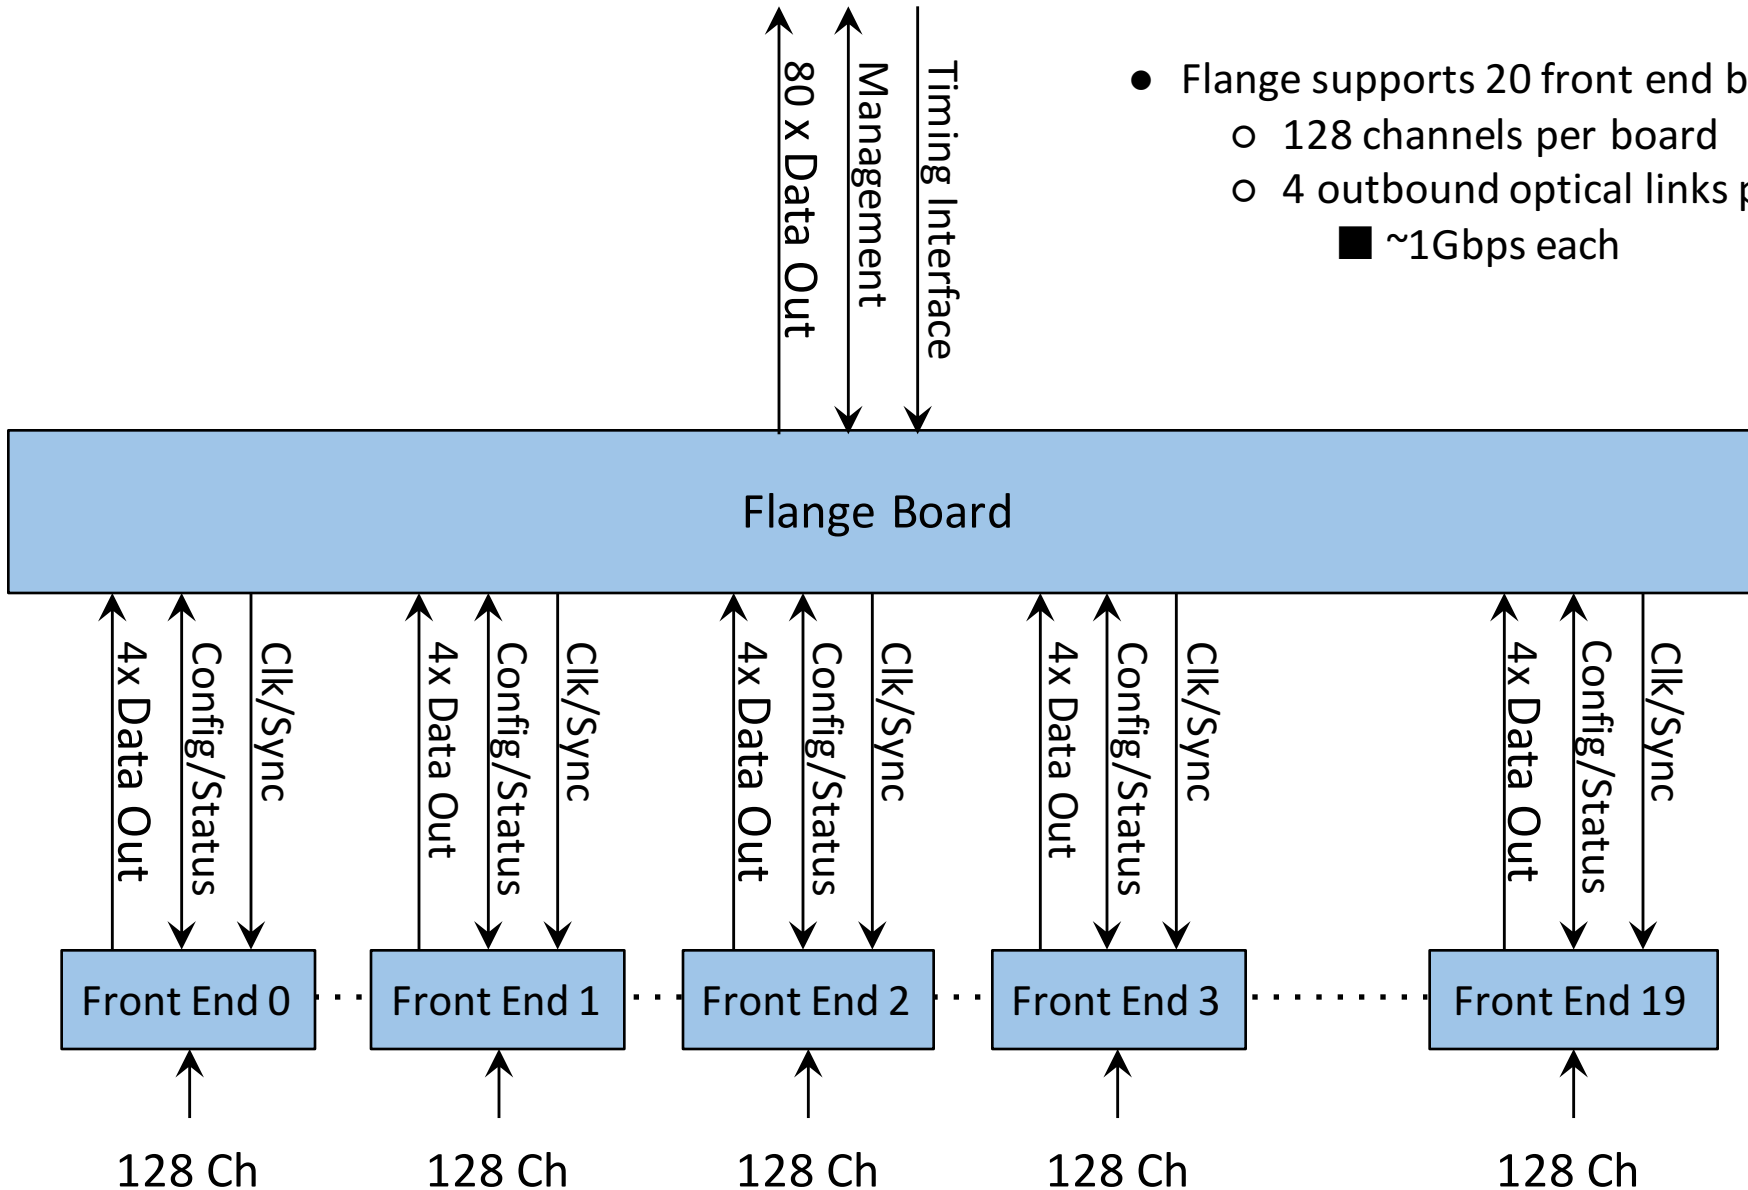 80 x Data Out
Management
Timing Interface
● Flange supports 20 front end b
○ 128 channels per board
○ 4 outbound optical links p
■ ~1Gbps each
Flange Board
4x Data Out
Config/Status
Clk/Sync
4x Data Out
Config/Status
Clk/Sync
4x Data Out
Config/Status
Clk/Sync
4x Data Out
Config/Status
Clk/Sync
4x Data Out
Config/Status
Clk/Sync
Front End 0
Front End 1
Front End 2
Front End 3
Front End 19
128 Ch
128 Ch
128 Ch
128 Ch
128 Ch